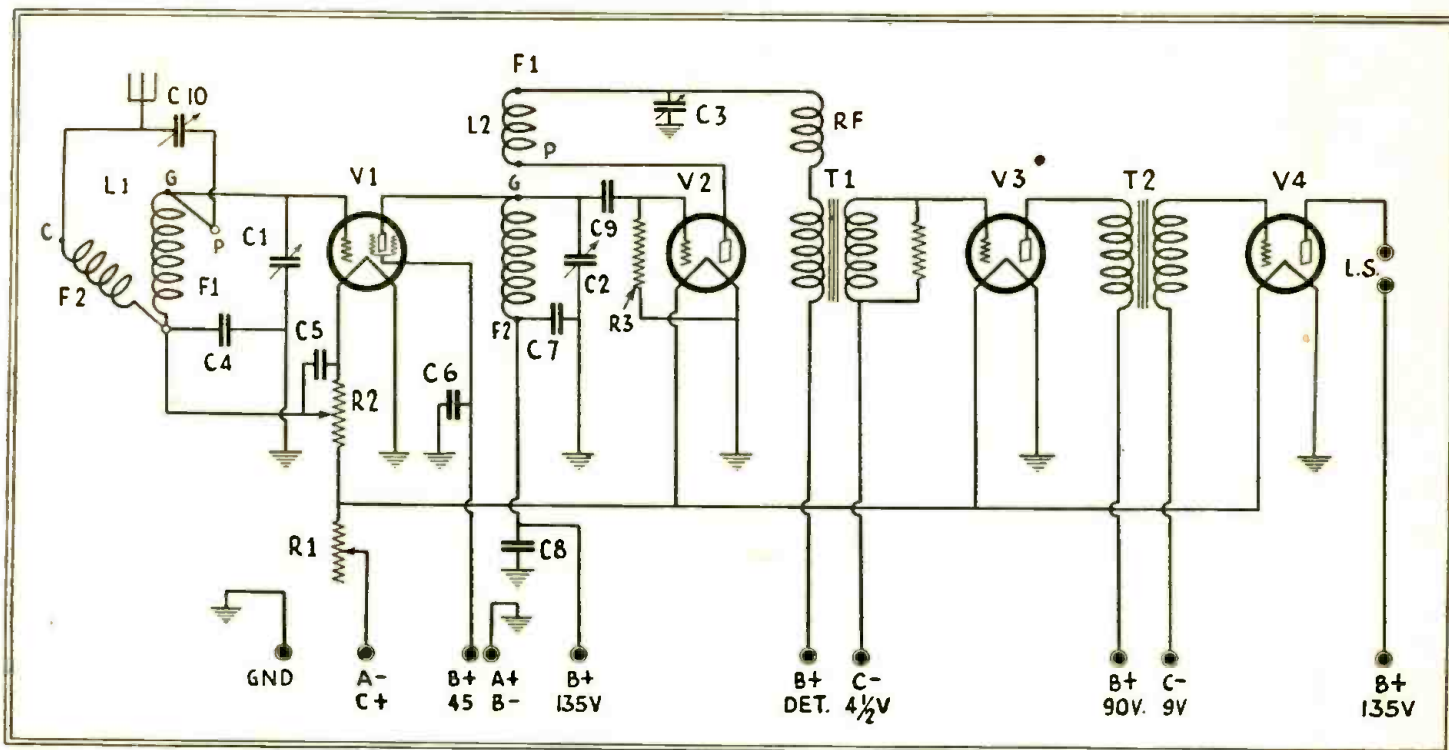 F1
C10
L2
P
C3
RF
L1
G
V1
G
C9
V2
T1
V3
T2
V4
C
P
C1
C2
L.S.
F2
F1
F2
C7
R3
C4
C5
C6
R2
R1
C8
GND
A-
C+
B+
45
A+
B-
B+
135V
B+
DET.
C-
4½V
B+
90V.
C-
9V
B+
135V